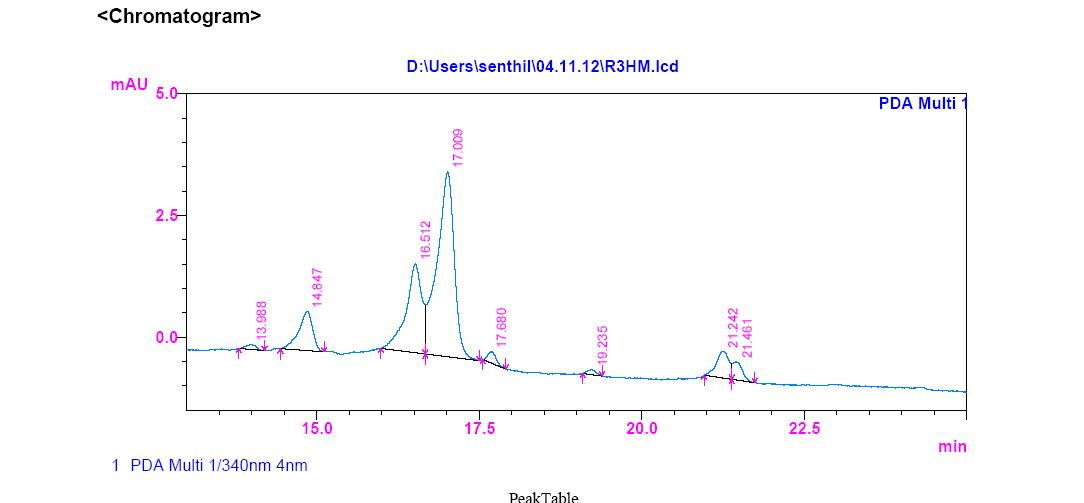 <Chromatogram>
D:\Users\senthil\04.11.12\R3HM.lcd
mAU
5.0
PDA Multi 1
2.5
0.0
13.988
14.847
16.512
17.009
17.680
19.235
21.242
21.461
15.0
17.5
20.0
22.5
min
1 PDA Multi 1/340nm 4nm
PeakTable